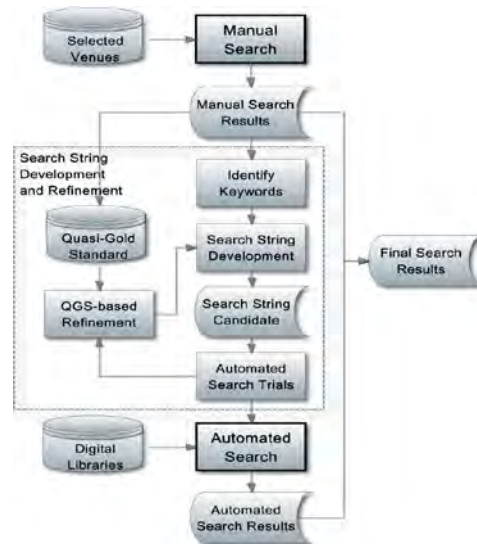 Selected
Venues
Manual
Search
Manual Search
Results
Search String
Development
and Refinement
Identify
Keywords
Quasi-Gold
Standard
Search String
Development
Final Search
Results
QGS-based
Refinement
Search String
Candidate
Automated
Search Trials
Digital
Libraries
Automated
Search
Automated
Search Results